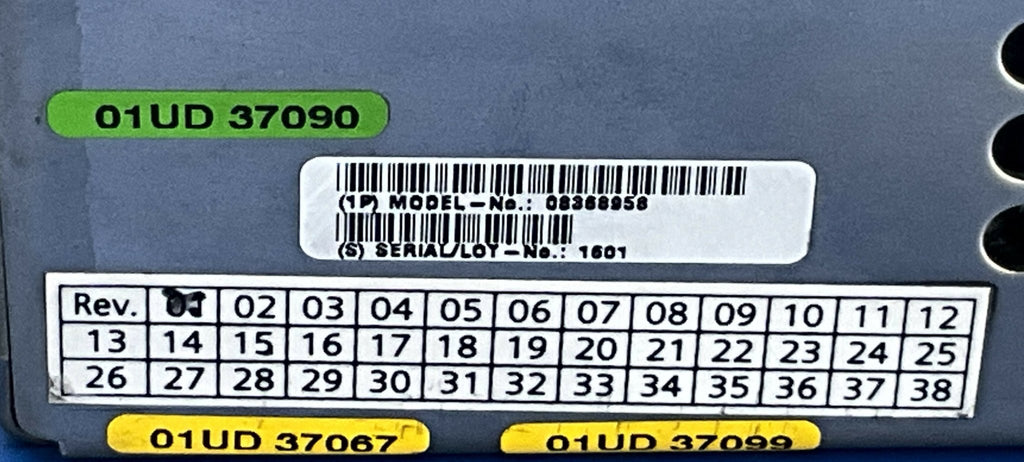 01UD 37090
(1P) MODEL-No.: 08368958
(S) SERIAL/LOT-No.: 1601
Rev. 01 02 03 04 05 06 07 08 09 10 11 12
13 14 15 16 17 18 19 20 21 22 23 24 25
26 27 28 29 30 31 32 33 34 35 36 37 38
01UD 37067 01UD 37099